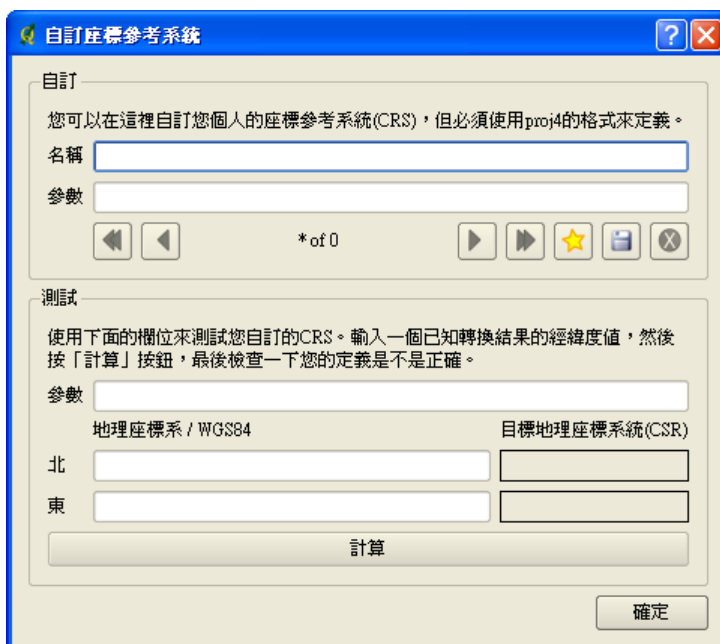 自訂座標參考系統
自訂
您可以在這裡自訂您個人的座標參考系統(CRS)，但必須使用proj4的格式來定義。
名稱
參數
* of 0
測試
使用下面的欄位來測試您自訂的CRS。輸入一個已知轉換結果的經緯度值，然後
按「計算」按鈕，最後檢查一下您的定義是不是正確。
參數
地理座標系 / WGS84 目標地理座標系統(CSR)
北
東
計算
確定